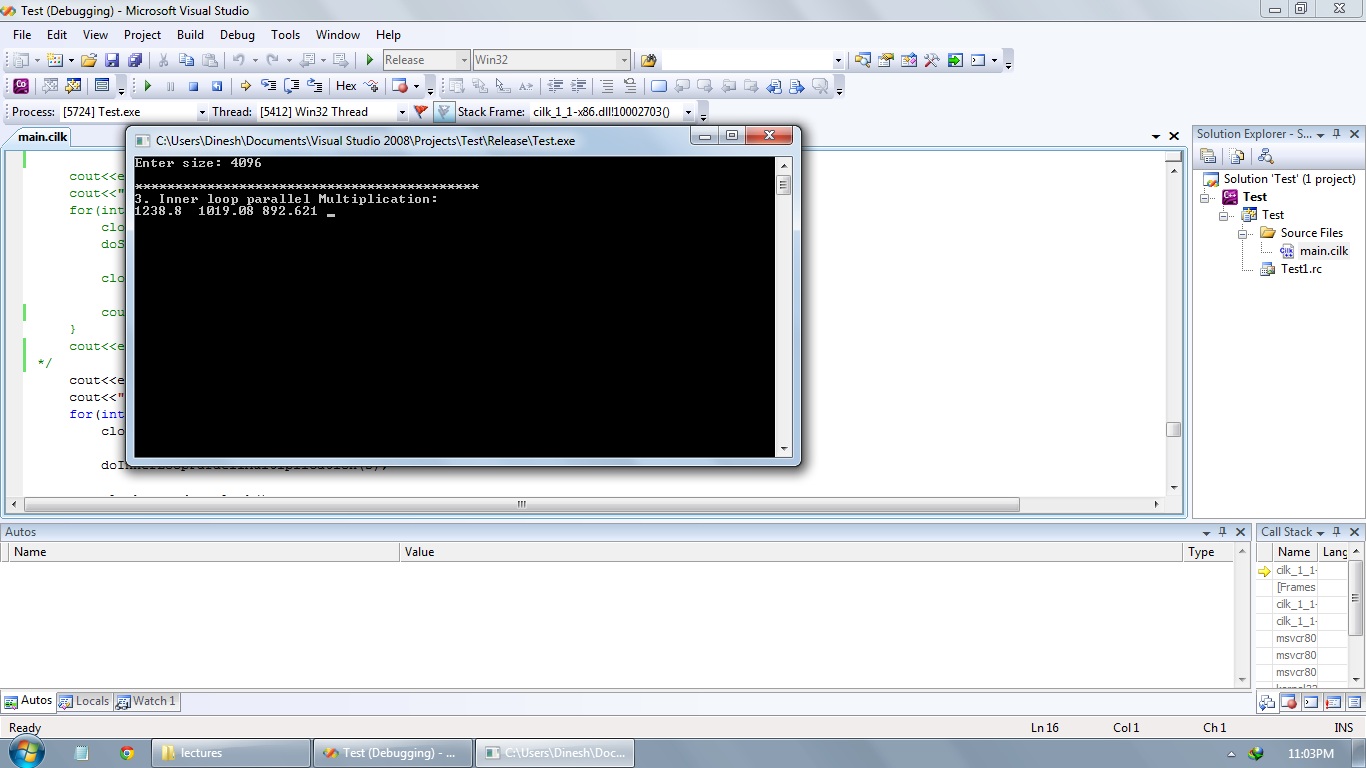 Test (Debugging) - Microsoft Visual Studio
File Edit View Project Build Debug Tools Window Help
Release Win32
Hex
Process: [5724] Test.exe Thread: [5412] Win32 Thread Stack Frame: cilk_1_1-x86.dll!10002703()
main.cilk
C:\Users\Dinesh\Documents\Visual Studio 2008\Projects\Test\Release\Test.exe
Enter size: 4096
*******************************************
3. Inner loop parallel Multiplication:
1238.8 1019.08 892.621 _
cout<<e
cout<<"
for(int
clo
doS
clo
cou
}
cout<<e
*/
cout<<e
cout<<"
for(int
clo
Solution Explorer - S...
Solution 'Test' (1 project)
Test
Test
Source Files
main.cilk
Test1.rc
Autos
Name Value Type
Call Stack
Name Lang
cilk_1_1-
[Frames
cilk_1_1-
cilk_1_1-
msvcr80
msvcr80
msvcr80
Autos Locals Watch 1
Ready Ln 16 Col 1 Ch 1 INS
lectures Test (Debugging) - ... C:\Users\Dinesh\Doc... 11:03PM